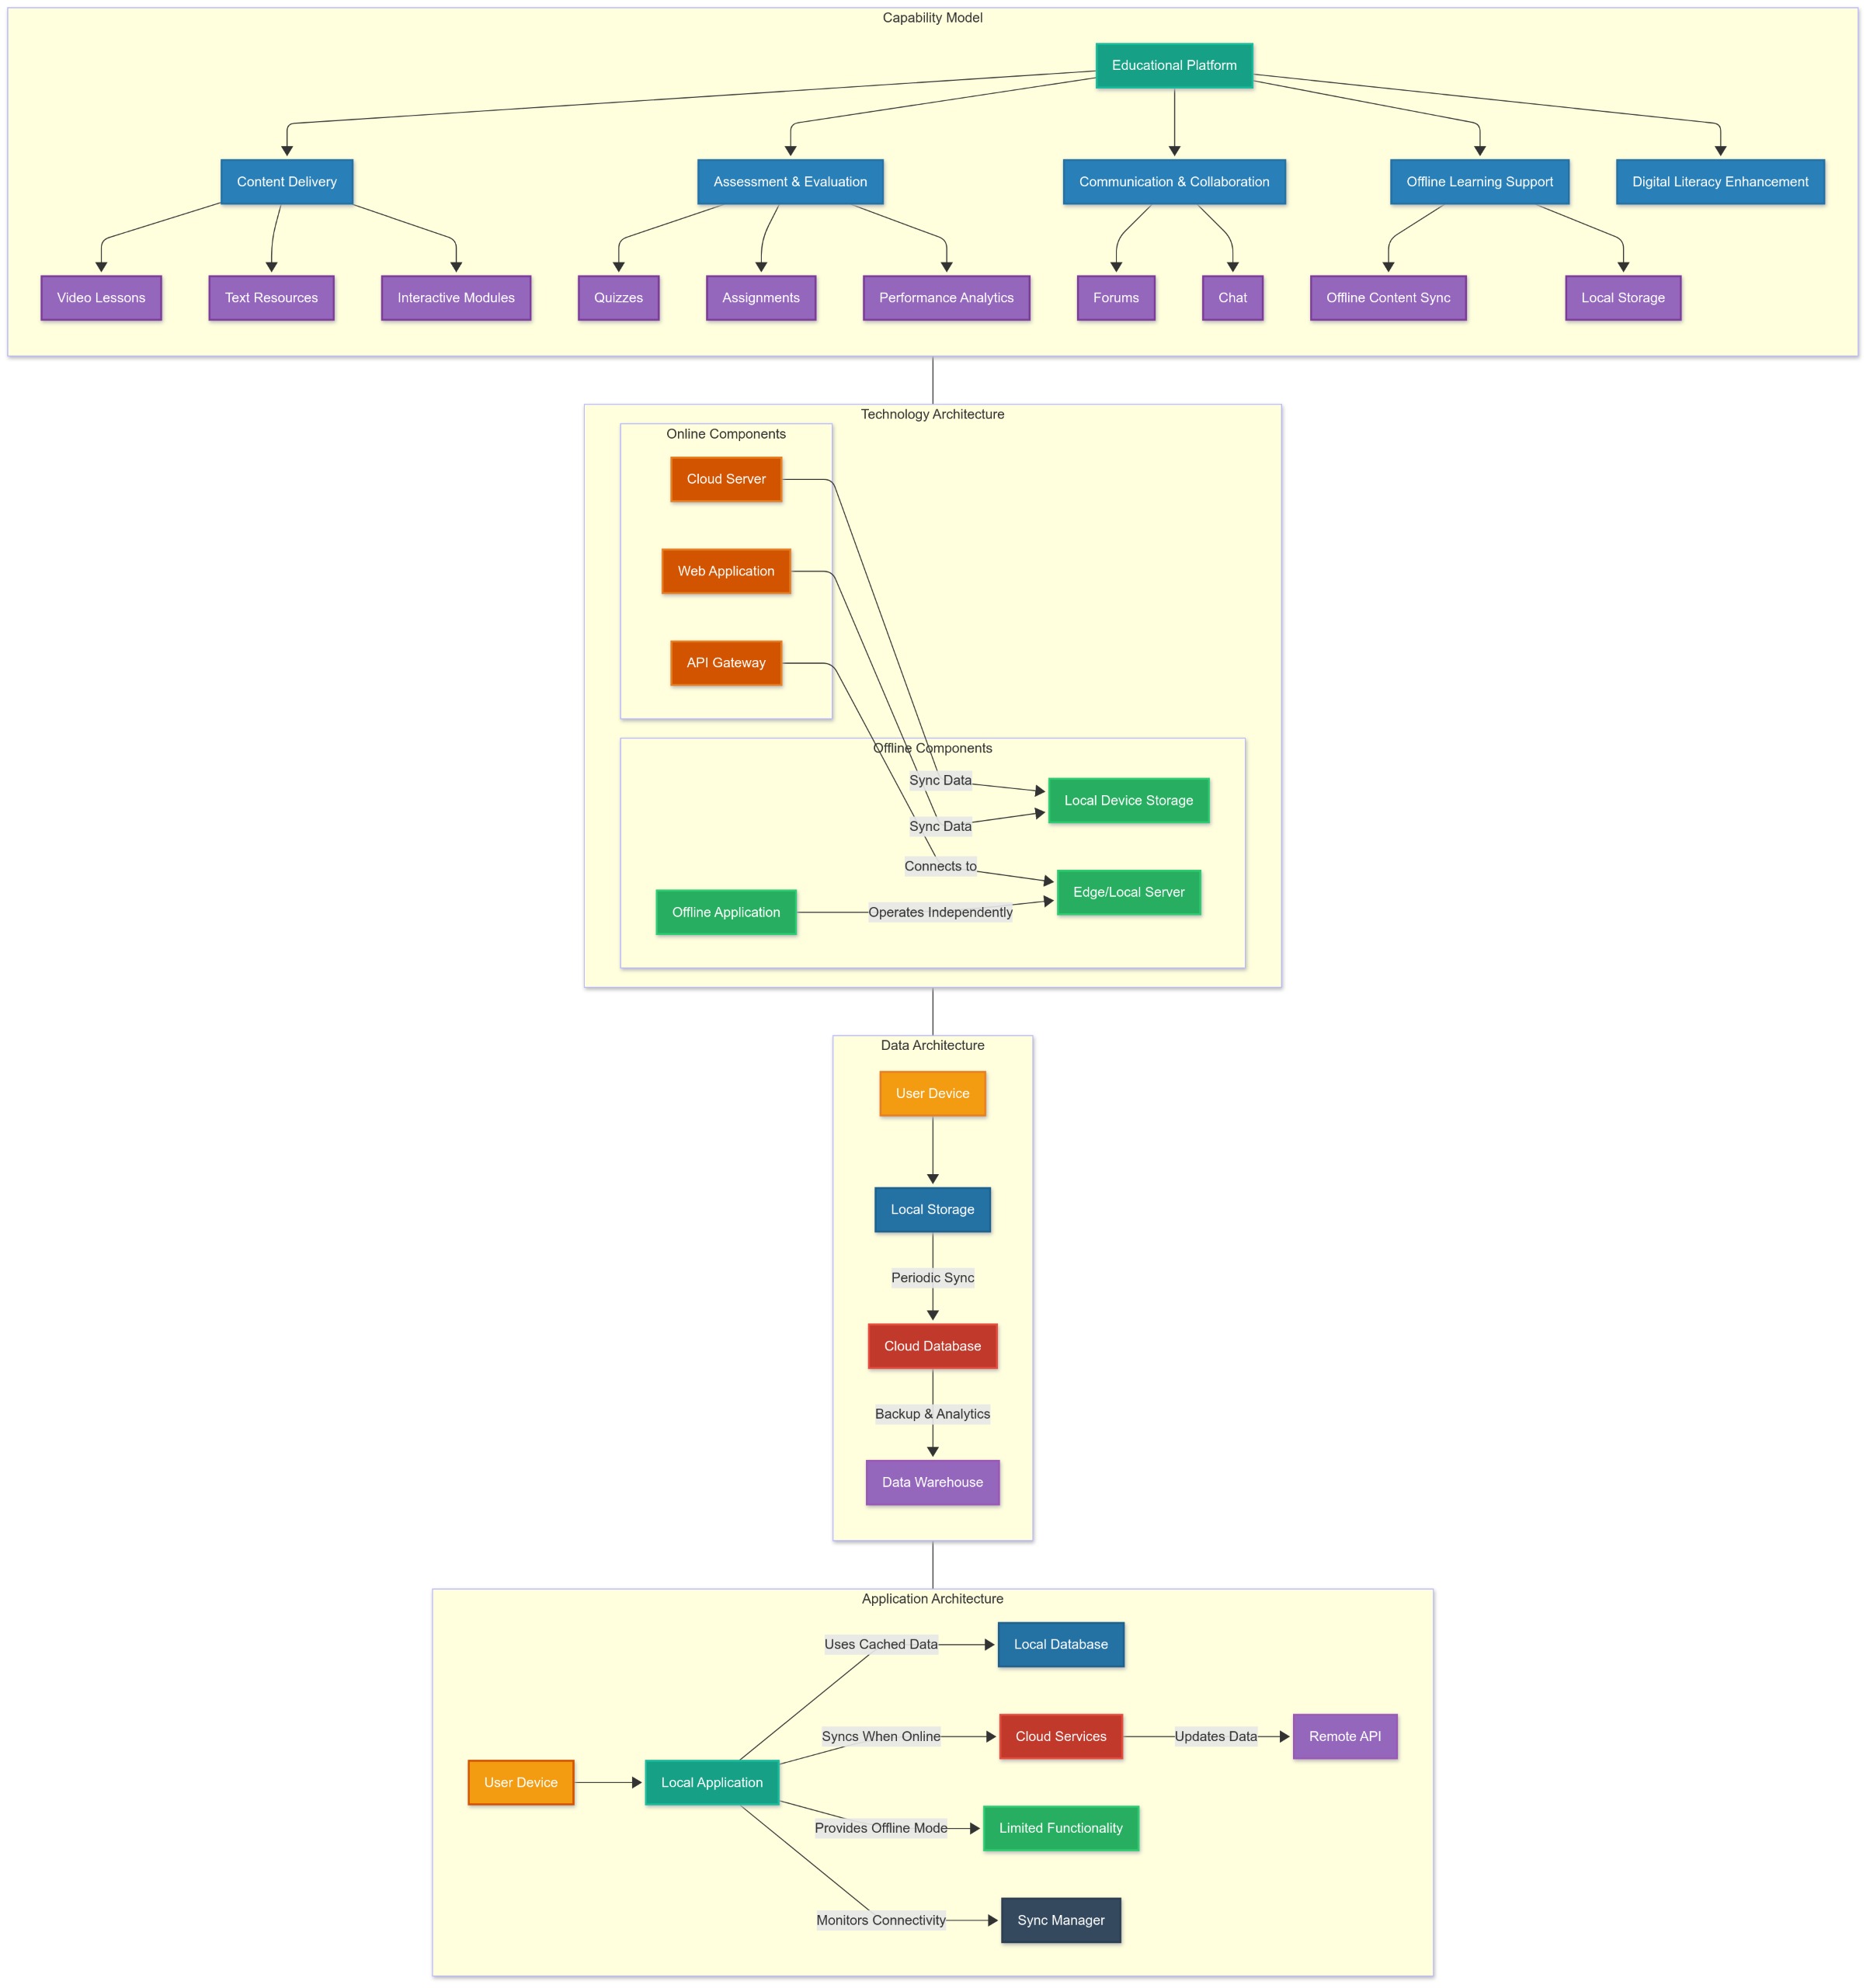 Capability Model
Educational Platform
Content Delivery
Assessment & Evaluation
Communication & Collaboration
Offline Learning Support
Digital Literacy Enhancement
Video Lessons
Text Resources
Interactive Modules
Quizzes
Assignments
Performance Analytics
Forums
Chat
Offline Content Sync
Local Storage
Technology Architecture
Online Components
Cloud Server
Web Application
API Gateway
Offline Components
Sync Data
Local Device Storage
Sync Data
Connects to
Edge/Local Server
Offline Application
Operates Independently
Data Architecture
User Device
Local Storage
Periodic Sync
Cloud Database
Backup & Analytics
Data Warehouse
Application Architecture
Uses Cached Data
Local Database
Syncs When Online
Cloud Services
Updates Data
Remote API
User Device
Local Application
Provides Offline Mode
Limited Functionality
Monitors Connectivity
Sync Manager